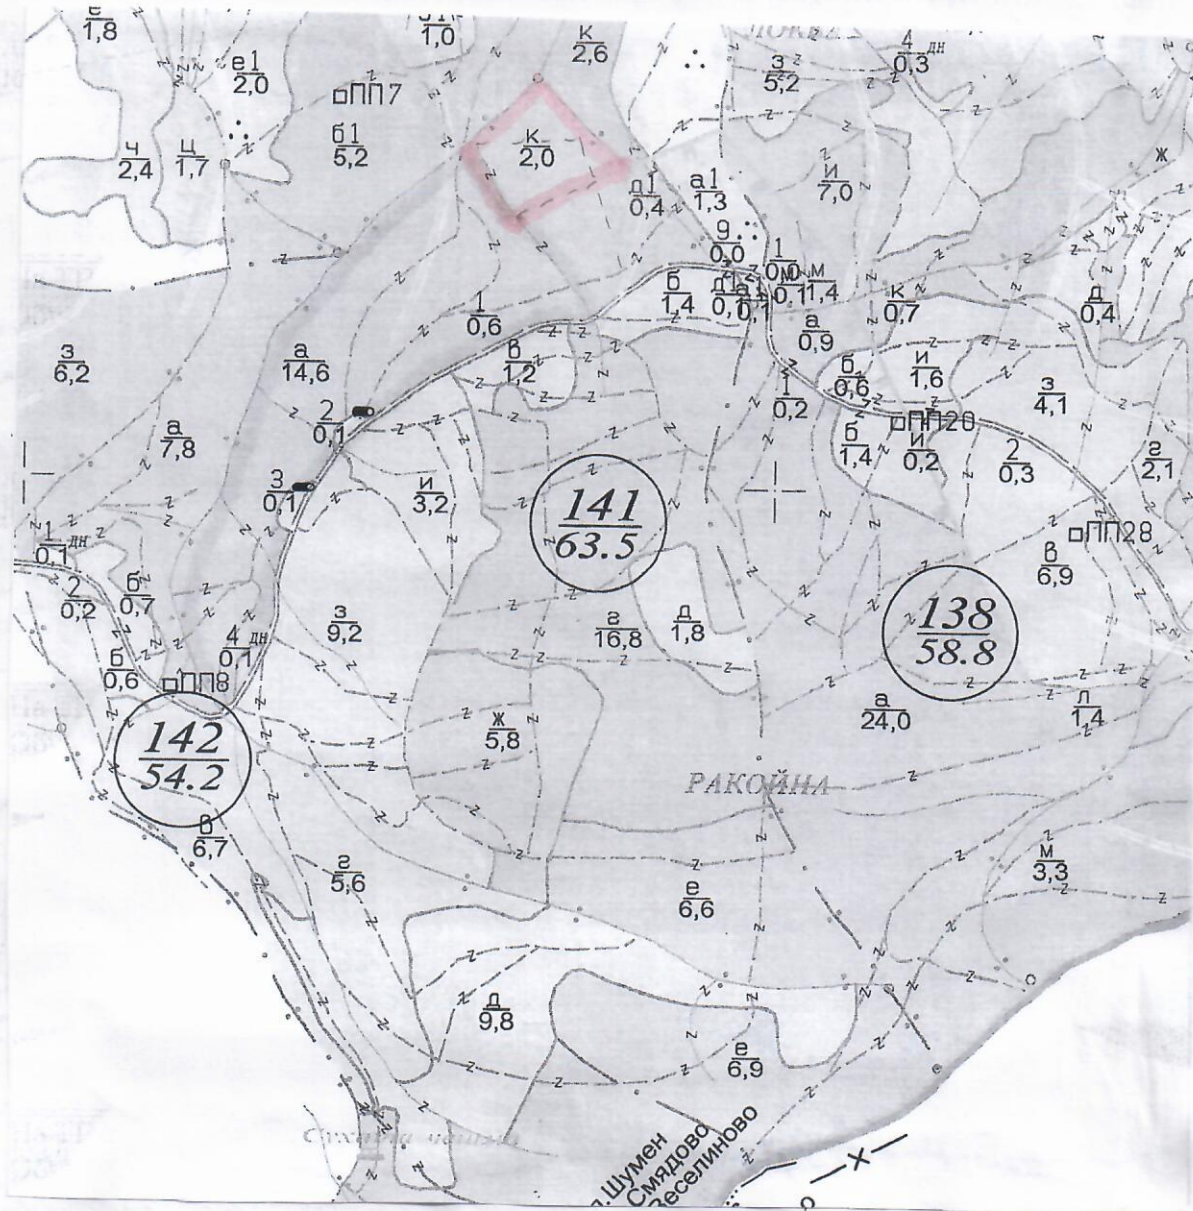 1,8
1,0
к
2,6
4 дн
0,3
з
5,2
е1
2,0
ПП7
б1
5,2
ч
2,4
ц
1,7
к
2,0
д1
0,4
а1
1,3
и
7,0
ж
9
0,0
1
0,0
м
0,1
м
1,4
б
1,4
д1
0,1
а1
0,1
к
0,7
д
0,4
1
0,6
а
0,9
з
6,2
а
14,6
в
1,2
б
0,6
и
1,6
з
4,1
1
0,2
2
0,1
а
7,8
ПП20
б
1,4
и
0,2
2
0,3
г
2,1
3
0,1
и
3,2
141
63.5
ПП28
1 дн
0,1
2
0,2
б
0,7
в
6,9
з
9,2
г
16,8
д
1,8
138
58.8
4 дн
0,1
б
0,6
ПП8
ж
5,8
а
24,0
л
1,4
142
54.2
РАКОЙНА
в
6,7
г
5,6
е
6,6
м
3,3
д
9,8
е
6,9
Шумен
Смядово
Веселиново